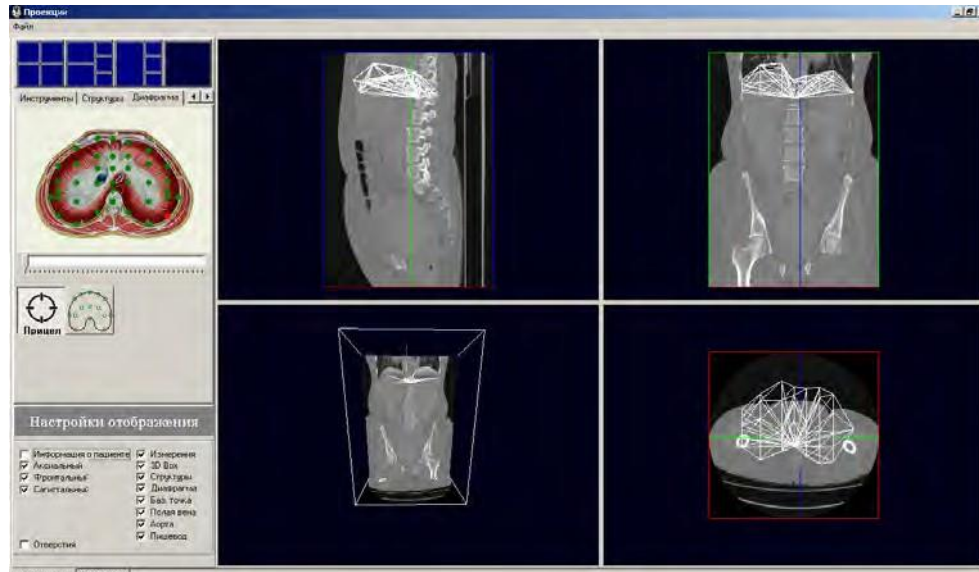 Проекции
Файл
Инструменты Структуры Диафрагма
Прицел
Настройки отображения
Информация о пациенте Измерения
Аксиальный 3D Box
Фронтальный Структуры
Сагиттальный Диафрагма
Баз. точка
Полая вена
Аорта
Пищевод
Отверстия